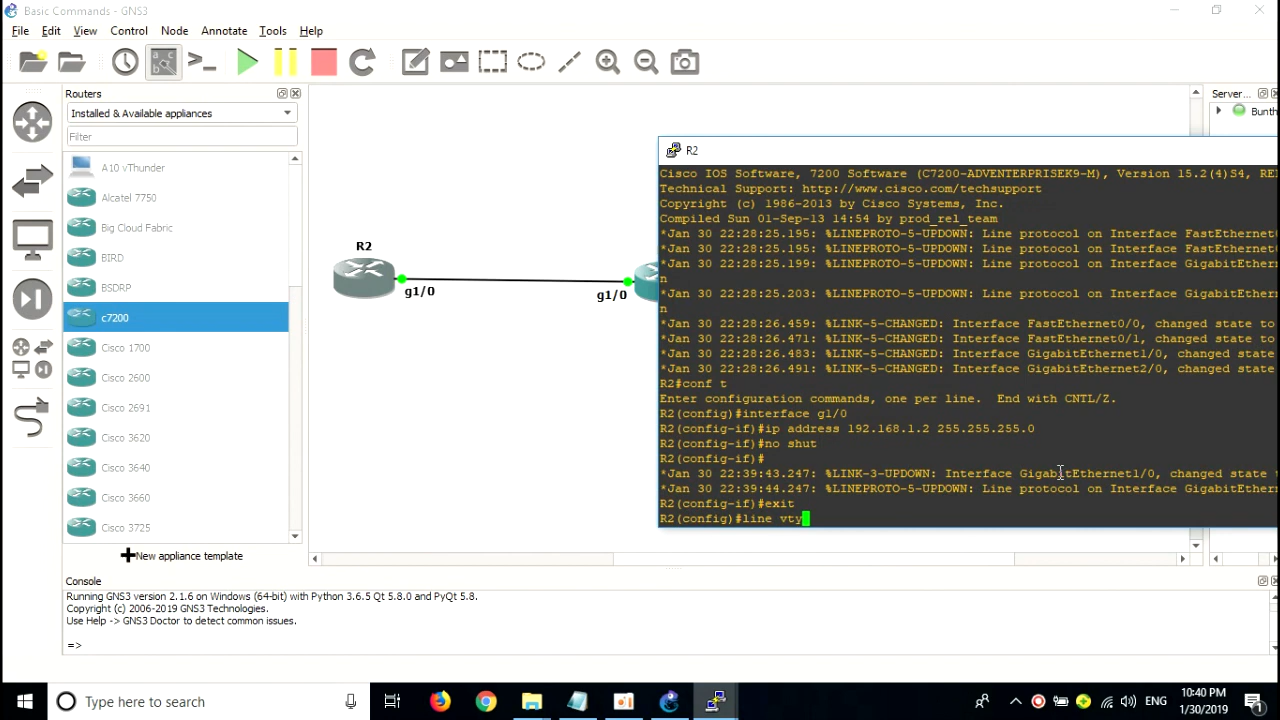 Basic Commands - GNS3
File Edit View Control Node Annotate Tools Help
Routers
Installed & Available appliances
Filter
A10 vThunder
Alcatel 7750
Big Cloud Fabric
BIRD
BSDRP
c7200
Cisco 1700
Cisco 2600
Cisco 2691
Cisco 3620
Cisco 3640
Cisco 3660
Cisco 3725
New appliance template
R2
g1/0
g1/0
Server...
Bunth
R2
Cisco IOS Software, 7200 Software (C7200-ADVENTERPRISEK9-M), Version 15.2(4)S4, RE
Technical Support: http://www.cisco.com/techsupport
Copyright (c) 1986-2013 by Cisco Systems, Inc.
Compiled Sun 01-Sep-13 14:54 by prod_rel_team
*Jan 30 22:28:25.195: %LINEPROTO-5-UPDOWN: Line protocol on Interface FastEthernet
*Jan 30 22:28:25.195: %LINEPROTO-5-UPDOWN: Line protocol on Interface FastEthernet
*Jan 30 22:28:25.199: %LINEPROTO-5-UPDOWN: Line protocol on Interface GigabitEther
n
*Jan 30 22:28:25.203: %LINEPROTO-5-UPDOWN: Line protocol on Interface GigabitEther
n
*Jan 30 22:28:26.459: %LINK-5-CHANGED: Interface FastEthernet0/0, changed state to
*Jan 30 22:28:26.471: %LINK-5-CHANGED: Interface FastEthernet0/1, changed state to
*Jan 30 22:28:26.483: %LINK-5-CHANGED: Interface GigabitEthernet1/0, changed state
*Jan 30 22:28:26.491: %LINK-5-CHANGED: Interface GigabitEthernet2/0, changed state
R2#conf t
Enter configuration commands, one per line. End with CNTL/Z.
R2(config)#interface g1/0
R2(config-if)#ip address 192.168.1.2 255.255.255.0
R2(config-if)#no shut
R2(config-if)#
*Jan 30 22:39:43.247: %LINK-3-UPDOWN: Interface GigabitEthernet1/0, changed state
*Jan 30 22:39:44.247: %LINEPROTO-5-UPDOWN: Line protocol on Interface GigabitEther
R2(config-if)#exit
R2(config)#line vty
Console
Running GNS3 version 2.1.6 on Windows (64-bit) with Python 3.6.5 Qt 5.8.0 and PyQt 5.8.
Copyright (c) 2006-2019 GNS3 Technologies.
Use Help -> GNS3 Doctor to detect common issues.
=>
Type here to search
ENG
10:40 PM
1/30/2019